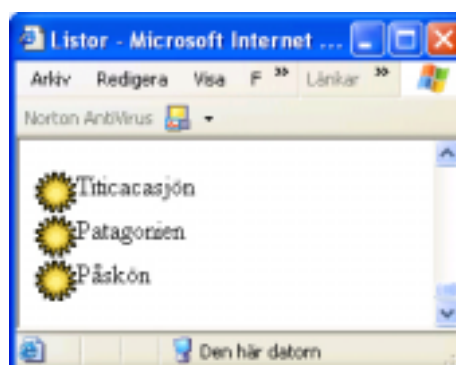 Listor - Microsoft Internet ...
Arkiv Redigera Visa F » Länkar »
Norton AntiVirus
Titicacasjön
Patagonien
Påskön
Den här datorn